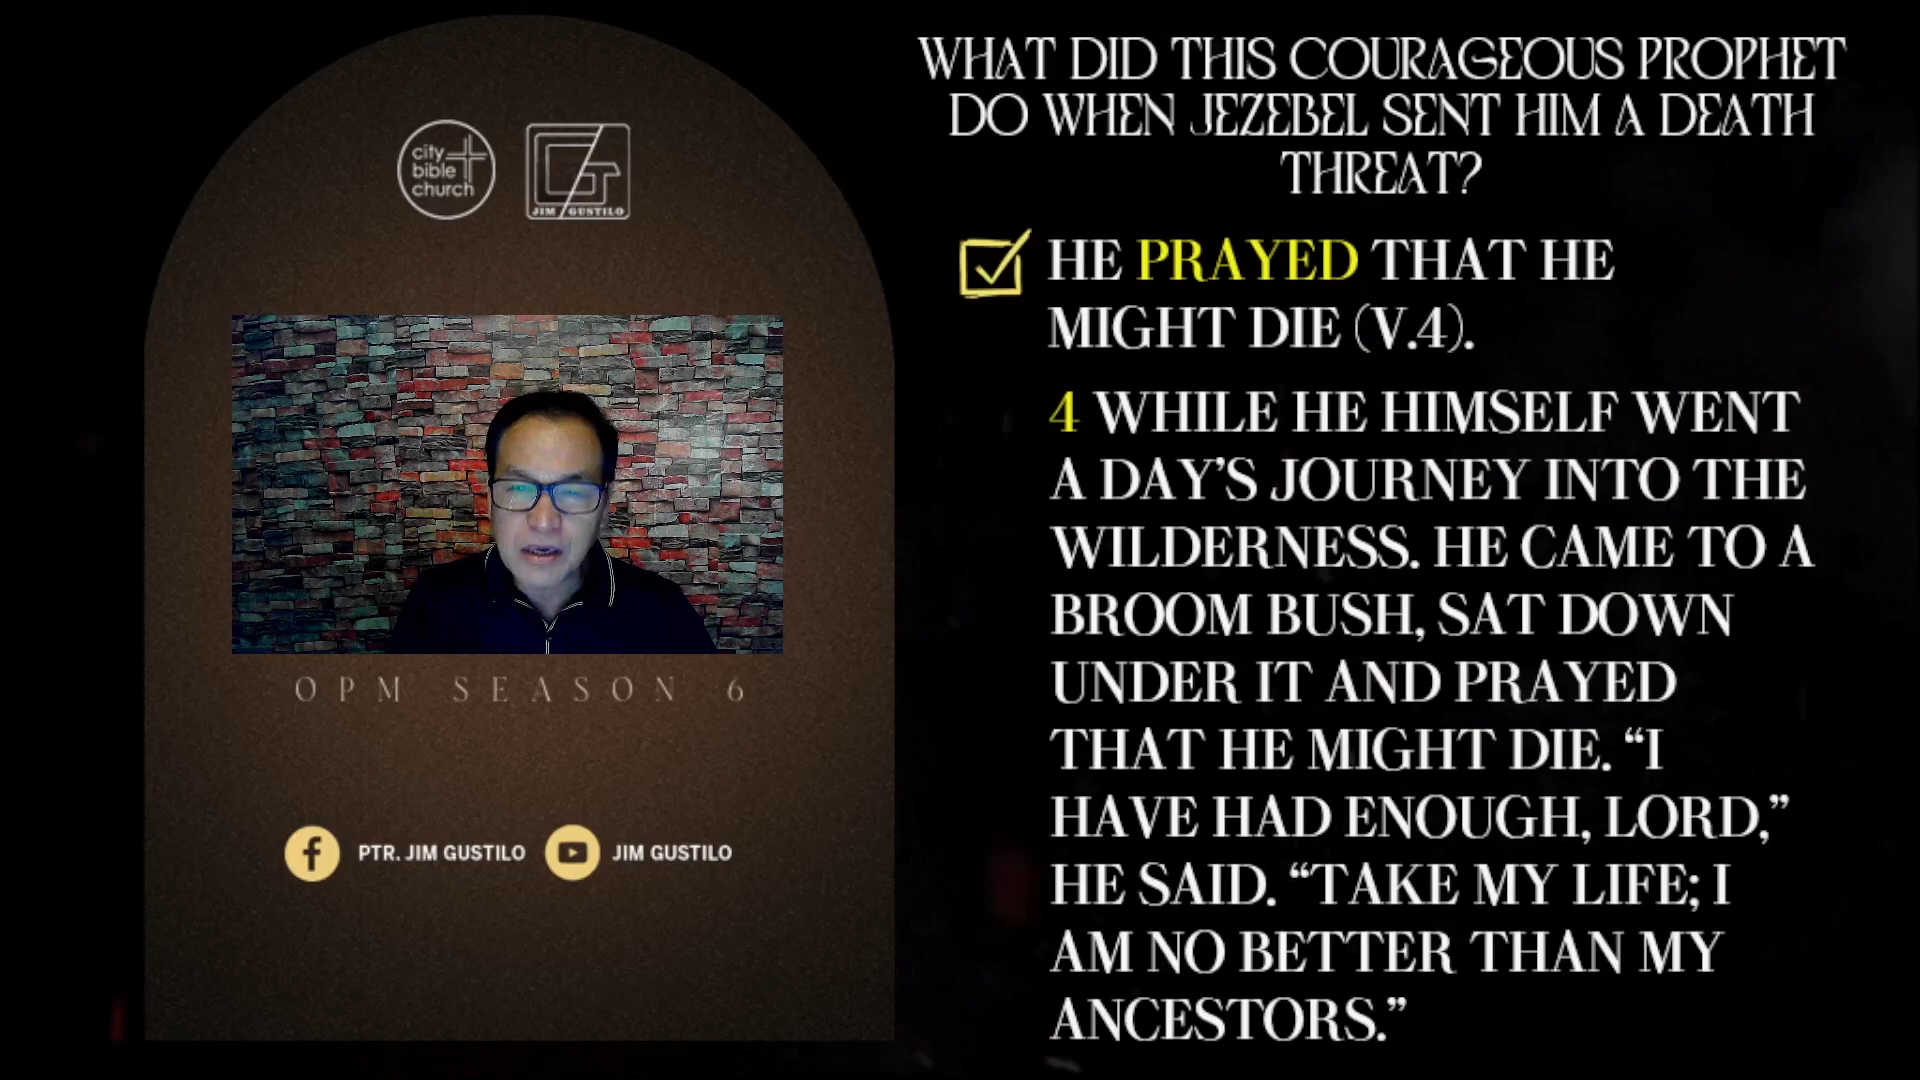 city
bible
church
JIM GUSTILO
OPM SEASON 6
PTR. JIM GUSTILO
JIM GUSTILO
WHAT DID THIS COURAGEOUS PROPHET
DO WHEN JEZEBEL SENT HIM A DEATH
THREAT?
HE PRAYED THAT HE
MIGHT DIE (V.4).
4 WHILE HE HIMSELF WENT
A DAY’S JOURNEY INTO THE
WILDERNESS. HE CAME TO A
BROOM BUSH, SAT DOWN
UNDER IT AND PRAYED
THAT HE MIGHT DIE. “I
HAVE HAD ENOUGH, LORD,”
HE SAID. “TAKE MY LIFE; I
AM NO BETTER THAN MY
ANCESTORS.”